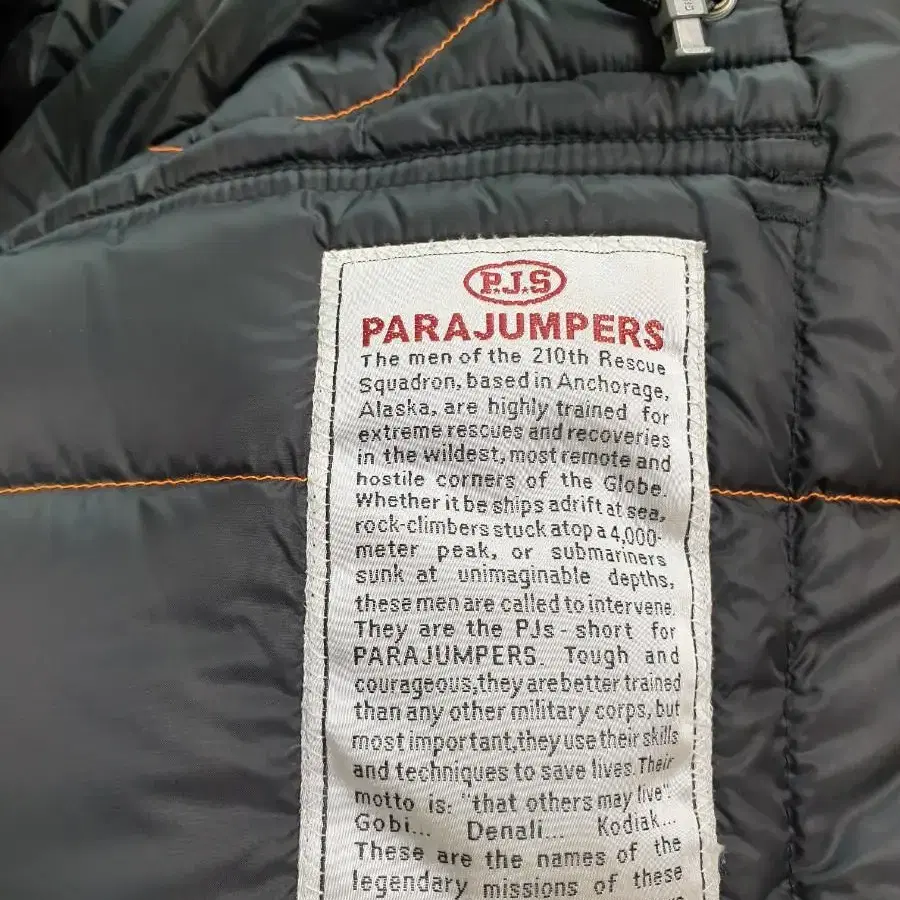 P.J.S
PARAJUMPERS
The men of the 210th Rescue
Squadron, based in Anchorage,
Alaska, are highly trained for
extreme rescues and recoveries
in the wildest, most remote and
hostile corners of the Globe.
Whether it be ships adrift at sea,
rock-climbers stuck atop a 4,000-
meter peak, or submariners
sunk at unimaginable depths,
these men are called to intervene.
They are the PJs - short for
PARAJUMPERS. Tough and
courageous, they are better trained
than any other military corps, but
most important, they use their skills
and techniques to save lives. Their
motto is: "that others may live".
Gobi... Denali... Kodiak...
These are the names of the
legendary missions of these